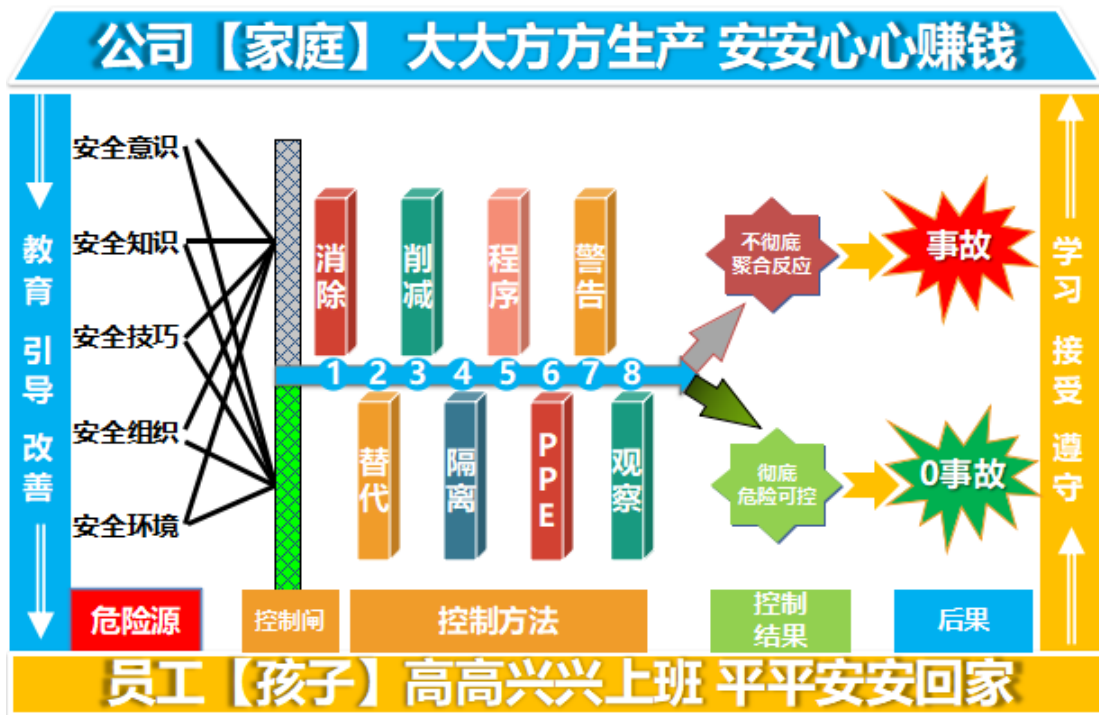 公司【家庭】 大大方方生产 安安心心赚钱
教育 引导 改善
安全意识
安全知识
安全技巧
安全组织
安全环境
消除
削减
程序
警告
1 2 3 4 5 6 7 8
替代
隔离
PPE
观察
不彻底
聚合反应
事故
彻底
危险可控
0事故
学习 接受 遵守
危险源
控制闸
控制方法
控制
结果
后果
员工【孩子】高高兴兴上班 平平安安回家